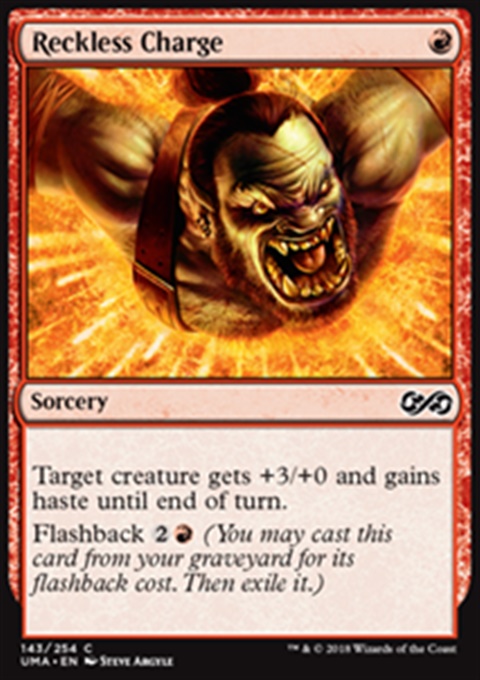 Reckless Charge
Sorcery
Target creature gets +3/+0 and gains
haste until end of turn.
Flashback 2 (You may cast this
card from your graveyard for its
flashback cost. Then exile it.)
143/254 C
UMA • EN Steve Argyle
™ & © 2018 Wizards of the Coast